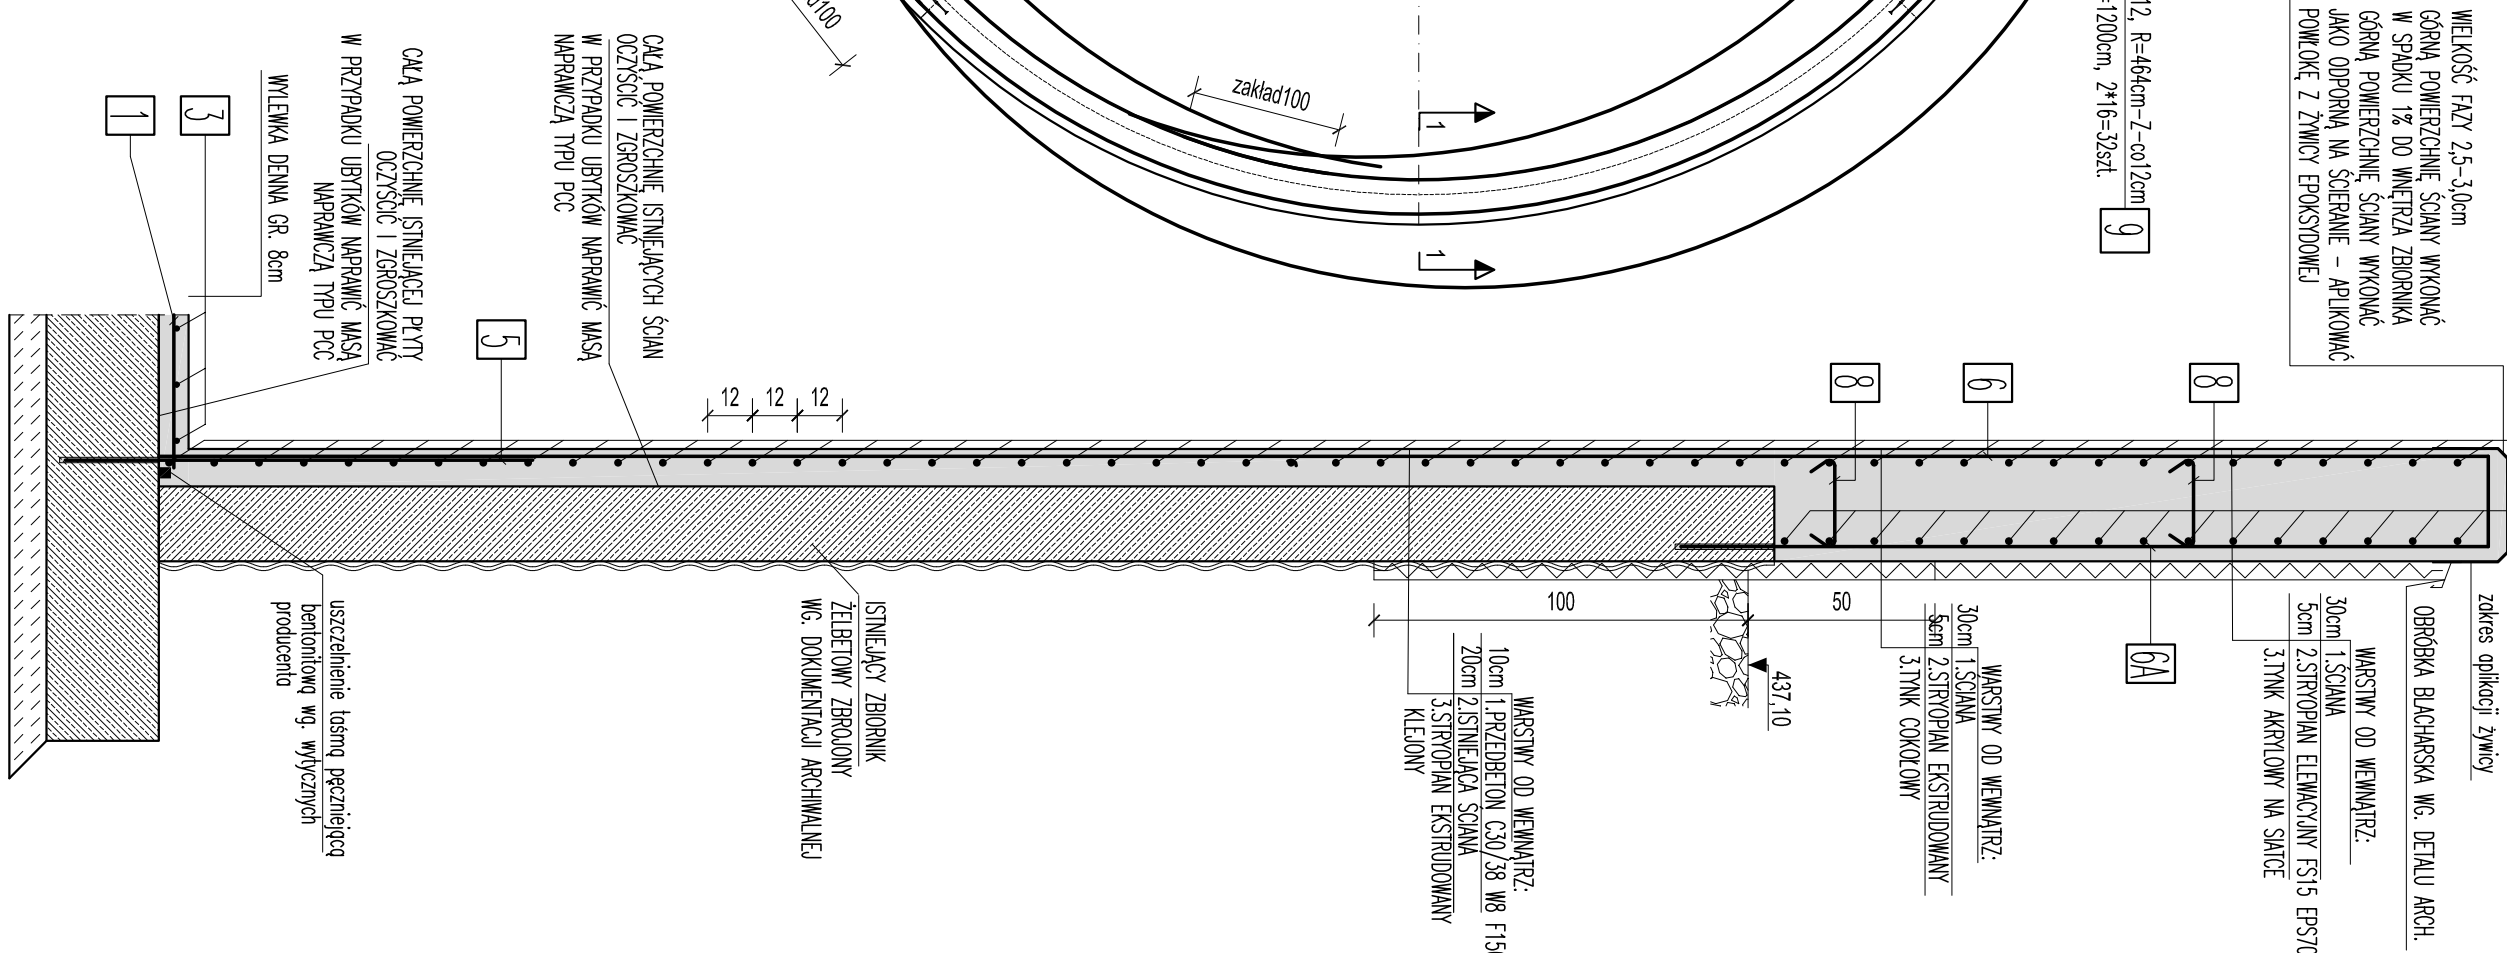 WIELKOŚĆ FAZY 2,5-3,0cm
GÓRNĄ POWIERZCHNIĘ ŚCIANY WYKONAĆ
W SPADKU 1% DO WNĘTRZA ZBIORNIKA
GÓRNĄ POWIERZCHNIĘ ŚCIANY WYKONAĆ
JAKO ODPORNĄ NA ŚCIERANIE - APLIKOWAĆ
POWŁOKĘ Z ŻYWICY EPOKSYDOWEJ
12, R=464cm-Z-co12cm
=1200cm, 2*16=32szt.
9
zakład100
100
1
1
CAŁĄ POWIERZCHNIĘ ISTNIEJĄCYCH ŚCIAN
OCZYŚCIĆ I ZGROSZKOWAĆ
W PRZYPADKU UBYTKÓW NAPRAWIĆ MASĄ
NAPRAWCZĄ TYPU PCC
CAŁĄ POWIERZCHNIĘ ISTNIEJĄCEJ PŁYTY
OCZYŚCIĆ I ZGROSZKOWAĆ
W PRZYPADKU UBYTKÓW NAPRAWIĆ MASĄ
NAPRAWCZĄ TYPU PCC
WYLEWKA DENNA GR. 8cm
3
1
5
12
12
12
8
6
8
zakres aplikacji żywicy
OBRÓBKA BLACHARSKA WG. DETALU ARCH.
WARSTWY OD WEWNĄTRZ:
30cm 1.ŚCIANA
5cm 2.STRYOPIAN ELEWACYJNY FS15 EPS70
3.TYNK AKRYLOWY NA SIATCE
6A
WARSTWY OD WEWNĄTRZ:
30cm 1.ŚCIANA
5cm 2.STRYOPIAN EKSTRUDOWANY
3.TYNK COKOŁOWY
100
50
437,10
WARSTWY OD WEWNĄTRZ:
10cm 1.PRZEDBETON C30/38 W8 F150
20cm 2.ISTNIEJĄCA ŚCIANA
3.STRYOPIAN EKSTRUDOWANY
KLEJONY
ISTNIEJĄCY ZBIORNIK
ŻELBETOWY ZBROJONY
WG. DOKUMENTACJI ARCHIWALNEJ
uszczelnienie taśmą pęczniejącą
bentonitową wg. wytycznych
producenta